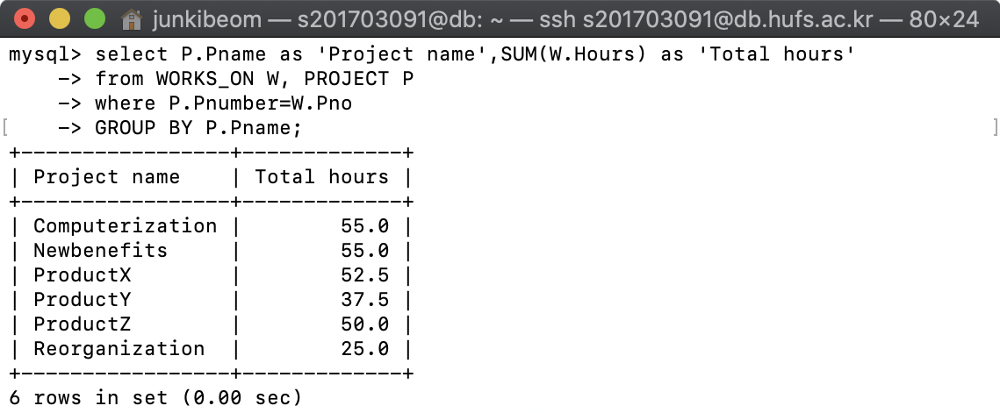 junkibeom — s201703091@db: ~ — ssh s201703091@db.hufs.ac.kr — 80×24
mysql> select P.Pname as 'Project name',SUM(W.Hours) as 'Total hours'
    -> from WORKS_ON W, PROJECT P
    -> where P.Pnumber=W.Pno
[    -> GROUP BY P.Pname; ]
+-----------------+-------------+
| Project name    | Total hours |
+-----------------+-------------+
| Computerization |        55.0 |
| Newbenefits     |        55.0 |
| ProductX        |        52.5 |
| ProductY        |        37.5 |
| ProductZ        |        50.0 |
| Reorganization  |        25.0 |
+-----------------+-------------+
6 rows in set (0.00 sec)